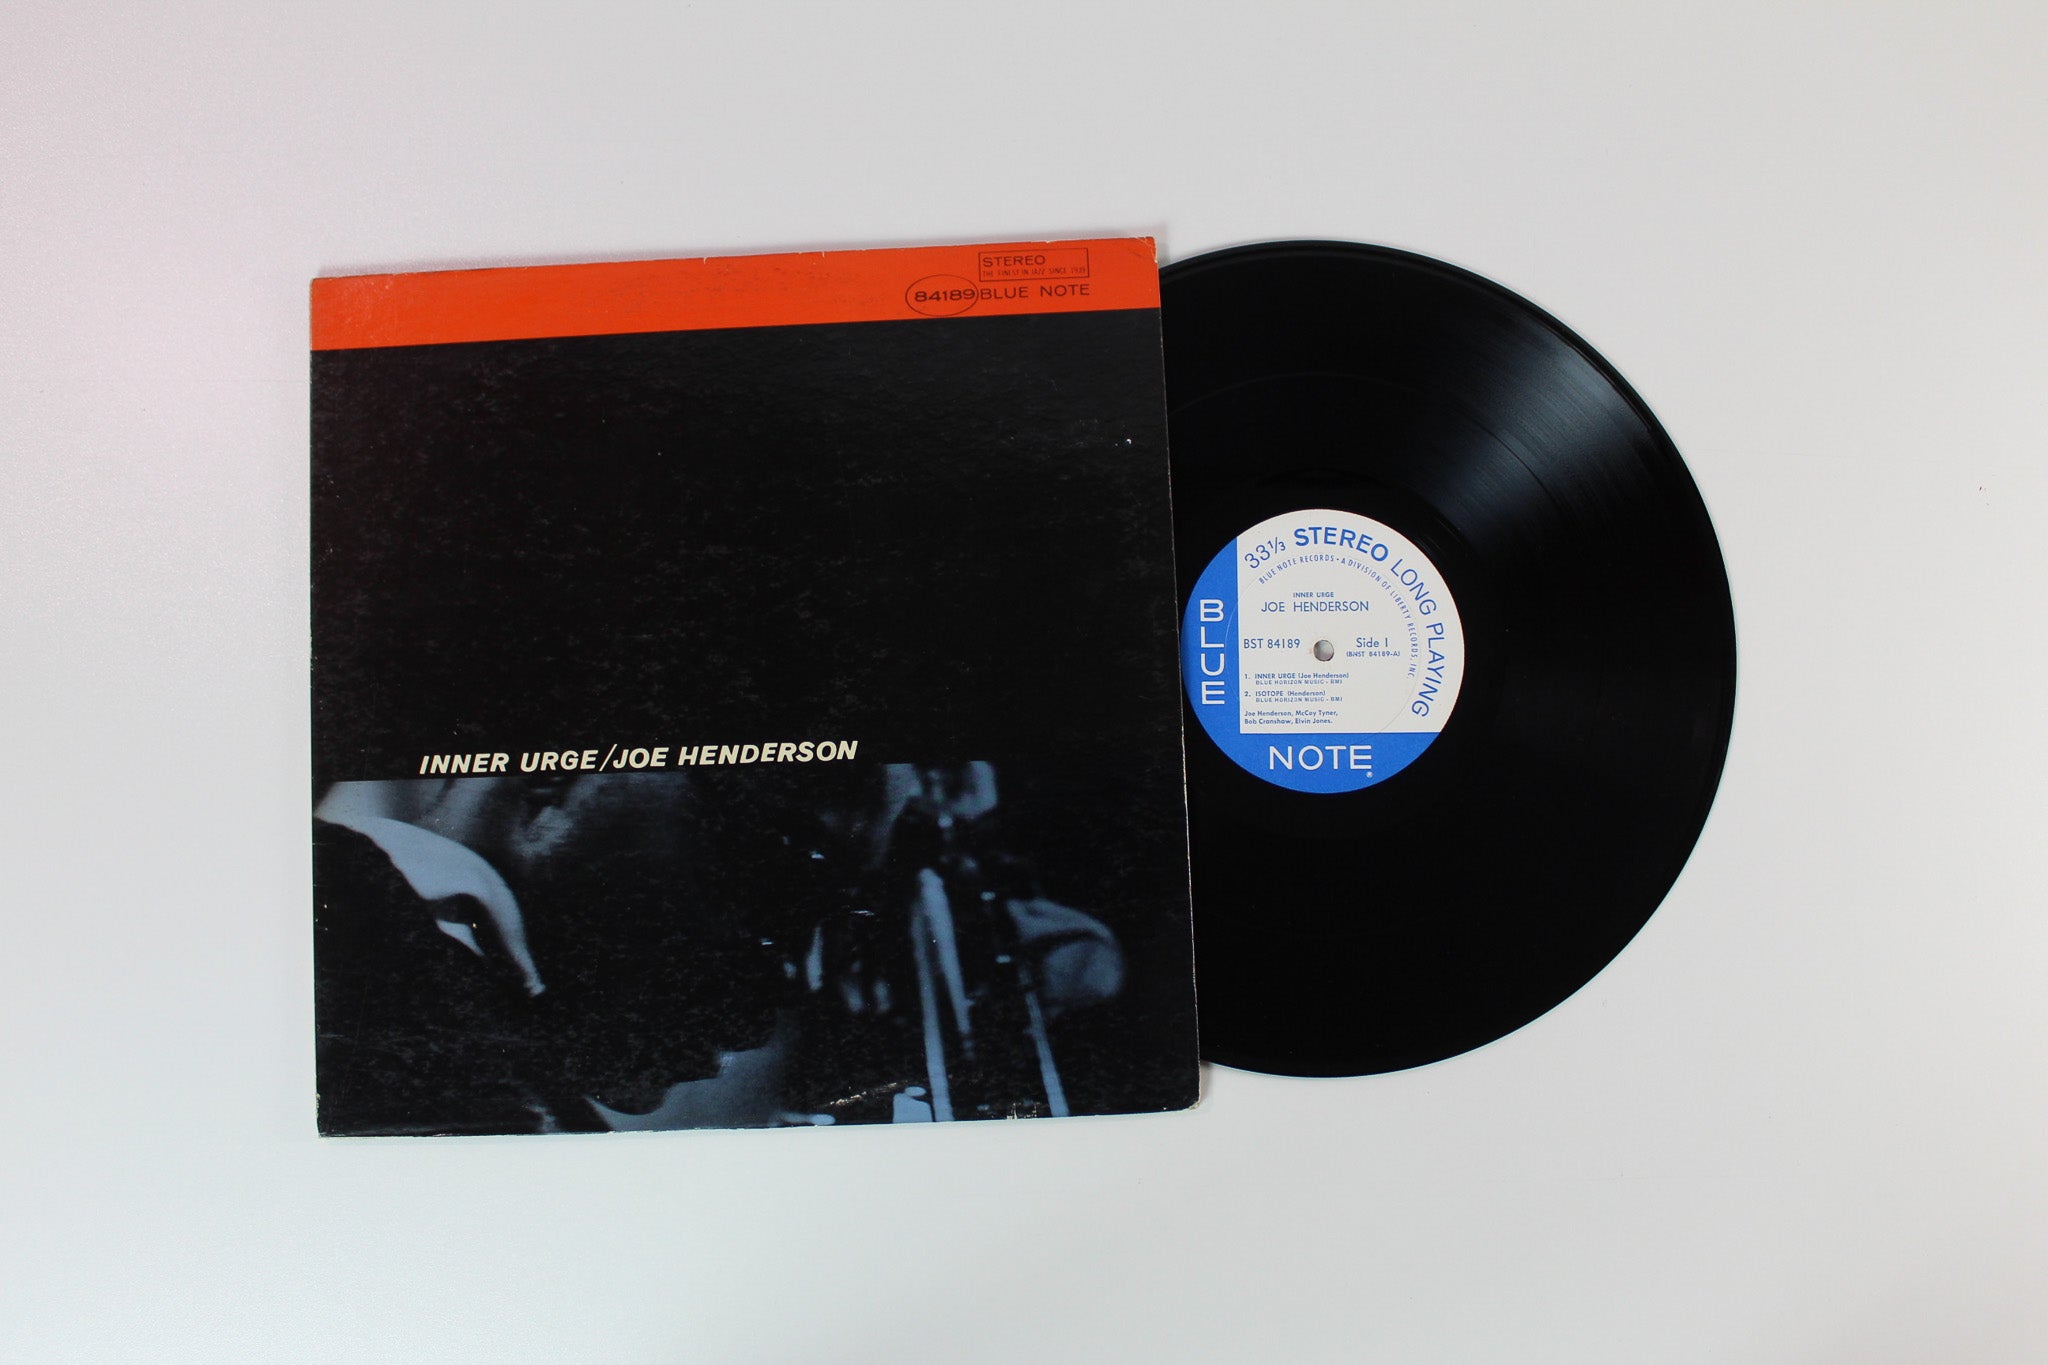 STEREO
THE FINEST IN JAZZ SINCE 1939
84189 BLUE NOTE
INNER URGE/JOE HENDERSON
33 1/3 STEREO LONG PLAYING
BLUE NOTE RECORDS • A DIVISION OF LIBERTY RECORDS, INC.
INNER URGE
JOE HENDERSON
BST 84189 Side 1
(BNST 84189-A)
1. INNER URGE (Joe Henderson)
BLUE HORIZON MUSIC - BMI
2. ISOTOPE (Henderson)
BLUE HORIZON MUSIC - BMI
Joe Henderson, McCoy Tyner,
Bob Cranshaw, Elvin Jones.
BLUE
NOTE®